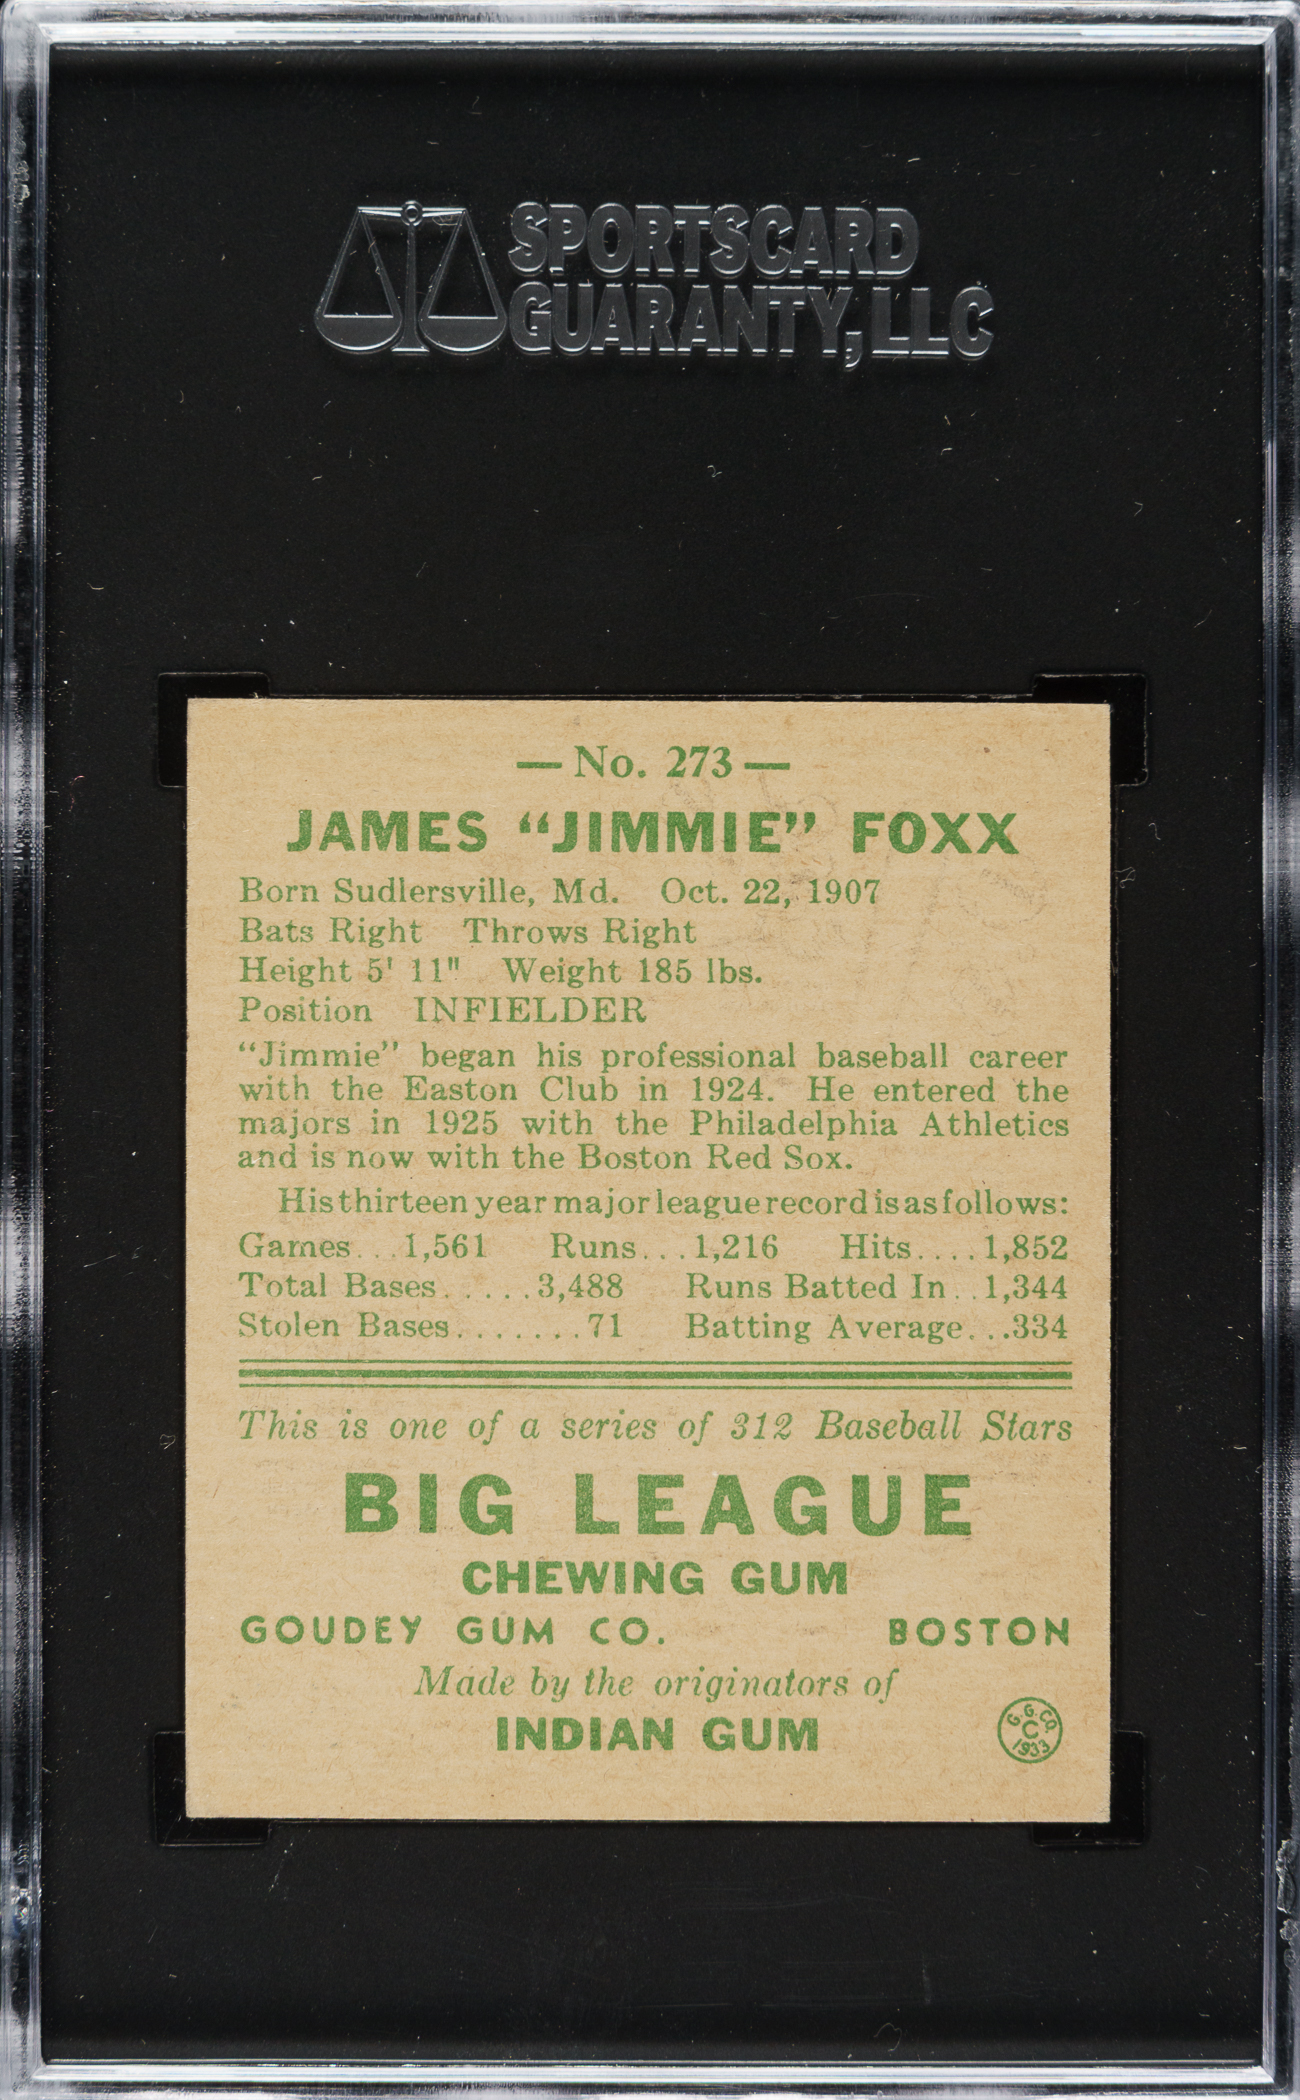 SPORTSCARD
GUARANTY, LLC
— No. 273 —
JAMES “JIMMIE” FOXX
Born Sudlersville, Md. Oct. 22, 1907
Bats Right Throws Right
Height 5' 11" Weight 185 lbs.
Position INFIELDER
“Jimmie” began his professional baseball career
with the Easton Club in 1924. He entered the
majors in 1925 with the Philadelphia Athletics
and is now with the Boston Red Sox.
His thirteen year major league record is as follows:
Games...1,561 Runs...1,216 Hits....1,852
Total Bases.....3,488 Runs Batted In..1,344
Stolen Bases.......71 Batting Average...334
This is one of a series of 312 Baseball Stars
BIG LEAGUE
CHEWING GUM
GOUDEY GUM CO. BOSTON
Made by the originators of
INDIAN GUM
G. G. CO.
C
1933